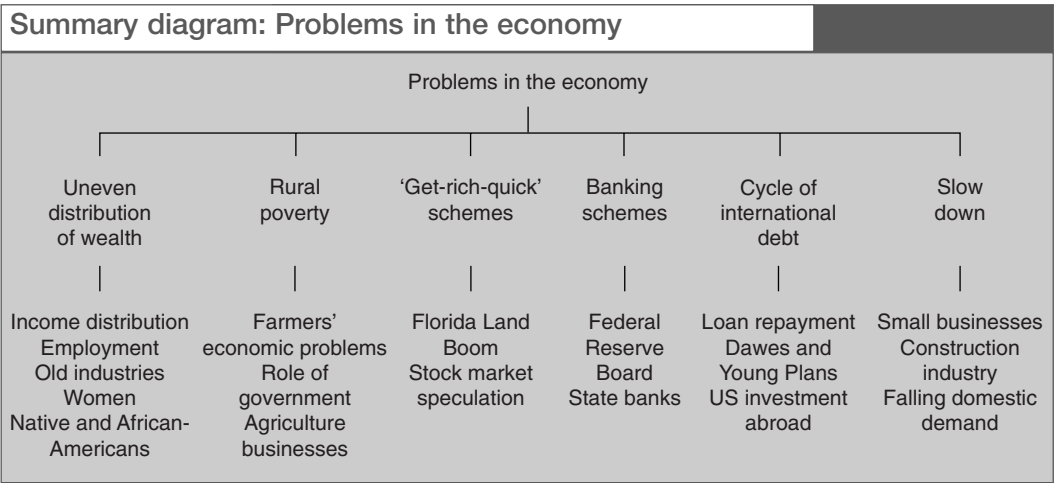 Summary diagram: Problems in the economy
Problems in the economy
Uneven
distribution
of wealth
Rural
poverty
‘Get-rich-quick’
schemes
Banking
schemes
Cycle of
international
debt
Slow
down
Income distribution
Employment
Old industries
Women
Native and African-
Americans
Farmers’
economic problems
Role of
government
Agriculture
businesses
Florida Land
Boom
Stock market
speculation
Federal
Reserve
Board
State banks
Loan repayment
Dawes and
Young Plans
US investment
abroad
Small businesses
Construction
industry
Falling domestic
demand